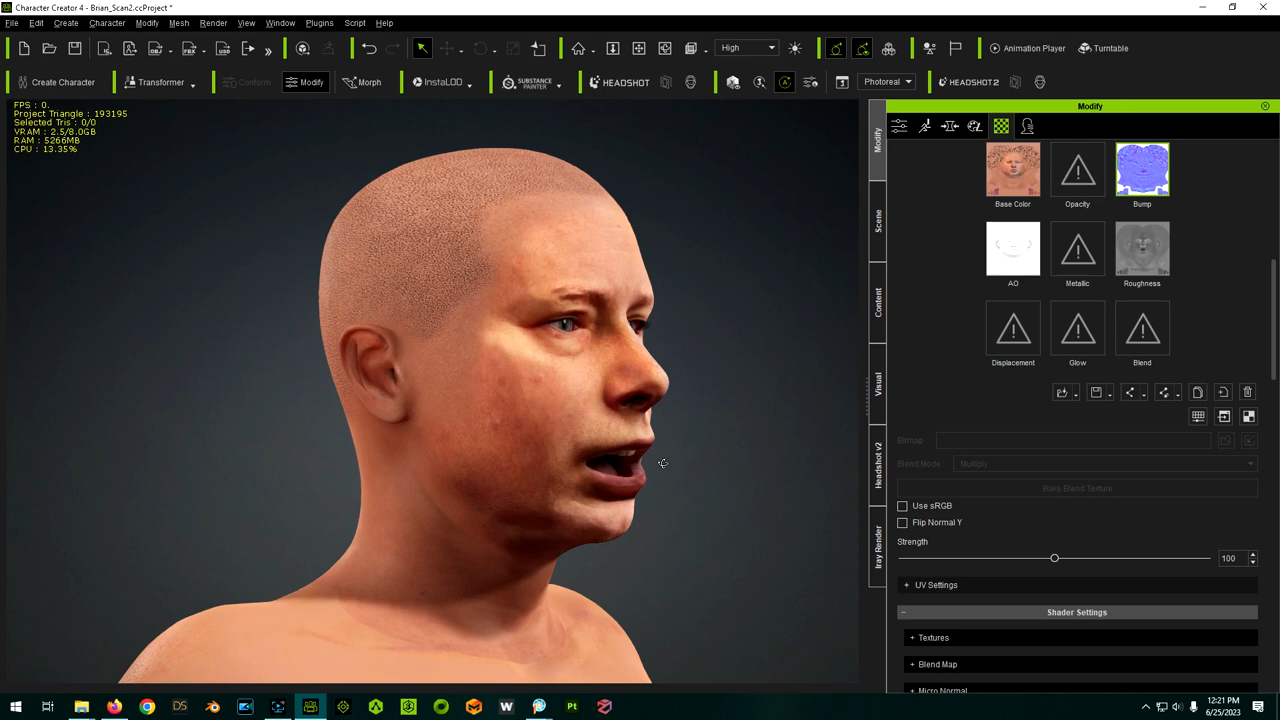 Character Creator 4 - Brian_Scan2.ccProject *
File Edit Create Character Modify Mesh Render View Window Plugins Script Help
OBJ FBX USD » High Animation Player Turntable
Create Character Transformer Conform Modify Morph InstaLOD SUBSTANCE PAINTER HEADSHOT Photoreal HEADSHOT2
FPS : 0.
Project Triangle : 193195
Selected Tris : 0/0
VRAM : 2.5/8.0GB
RAM : 5266MB
CPU : 13.35%
Modify
Scene
Content
Visual
Headshot v2
Iray Render
Modify
Base Color Opacity Bump
AO Metallic Roughness
Displacement Glow Blend
Bitmap:
Blend Mode: Multiply
Bake Blend Texture
Use sRGB
Flip Normal Y
Strength
100
+ UV Settings
Shader Settings
+ Textures
+ Blend Map
+ Micro Normal
DS W Pt
12:21 PM
6/25/2023